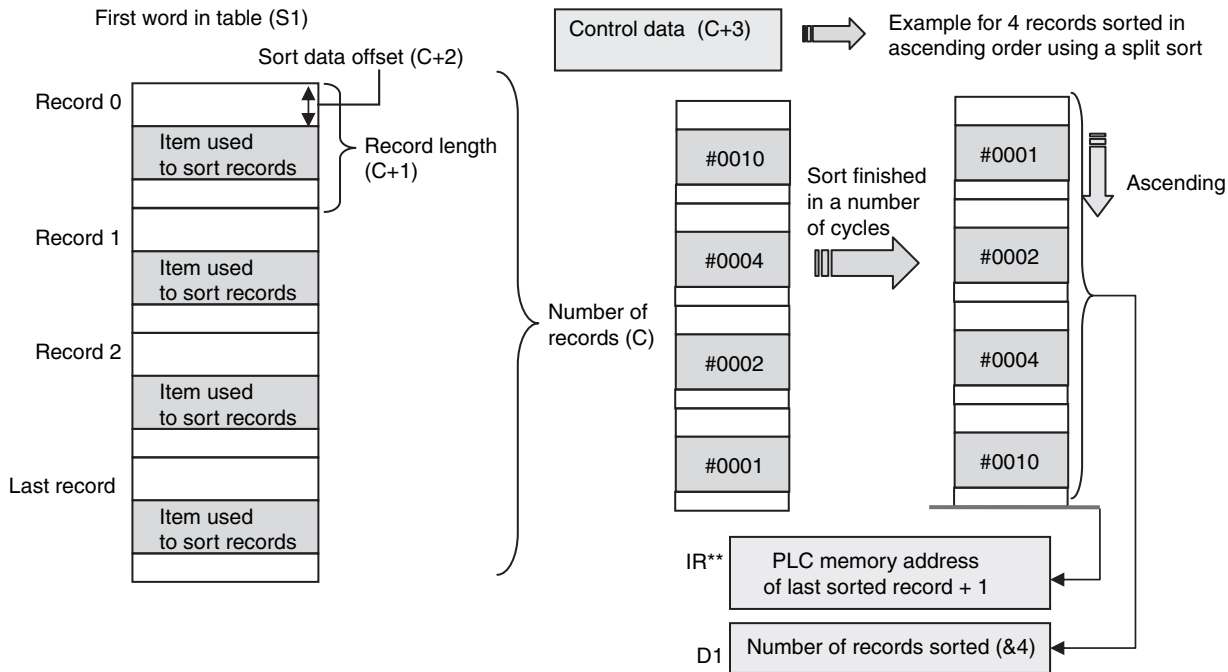 First word in table (S1)
Sort data offset (C+2)
Record 0
Item used
to sort records
Record length
(C+1)
Record 1
Item used
to sort records
Record 2
Item used
to sort records
Last record
Item used
to sort records
Number of
records (C)
Control data (C+3)
Example for 4 records sorted in
ascending order using a split sort
#0010
#0004
#0002
#0001
Sort finished
in a number
of cycles
#0001
#0002
#0004
#0010
Ascending
IR**
PLC memory address
of last sorted record + 1
D1
Number of records sorted (&4)